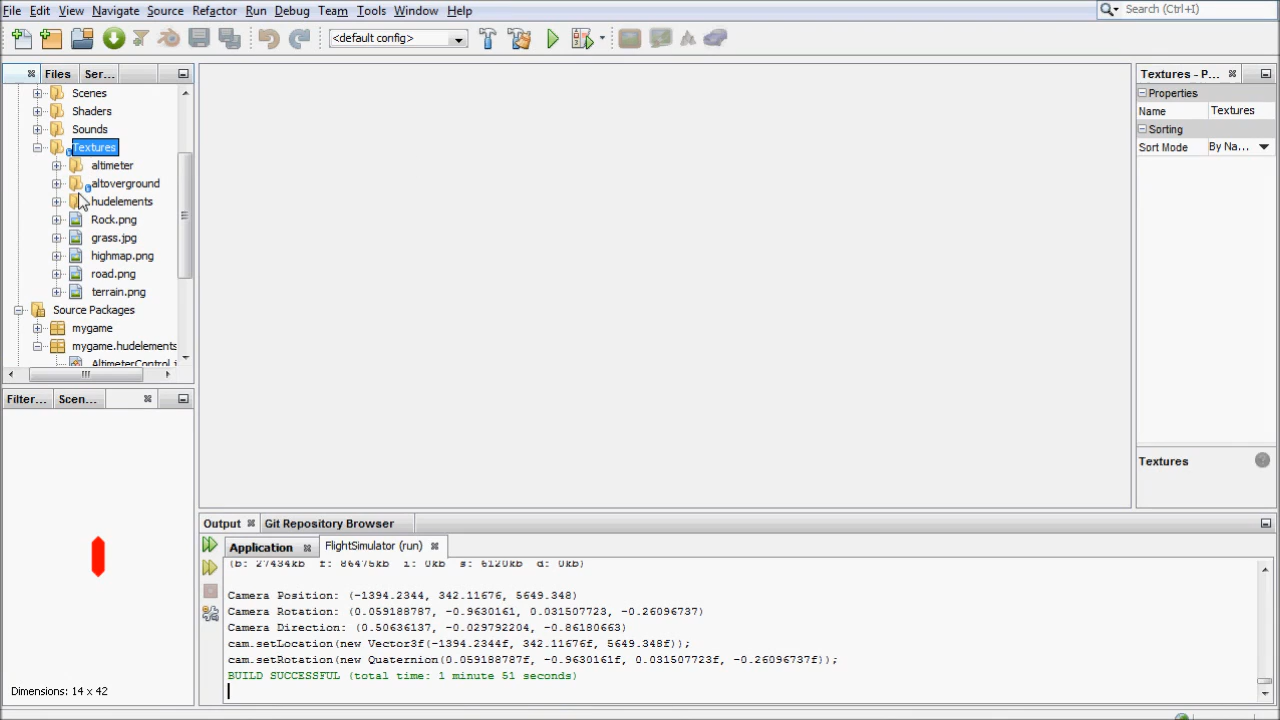 File Edit View Navigate Source Refactor Run Debug Team Tools Window Help
Search (Ctrl+I)
<default config>
Files Ser...
Scenes
Shaders
Sounds
Textures
altimeter
altoverground
hudelements
Rock.png
grass.jpg
highmap.png
road.png
terrain.png
Source Packages
mygame
mygame.hudelements
AltimeterControl.j
Filter... Scen...
Dimensions: 14 x 42
Output Git Repository Browser
Application FlightSimulator (run)
(b: 27434kb f: 86475kb i: 0kb s: 6120kb d: 0kb)
Camera Position: (-1394.2344, 342.11676, 5649.348)
Camera Rotation: (0.059188787, -0.9630161, 0.031507723, -0.26096737)
Camera Direction: (0.50636137, -0.029792204, -0.86180663)
cam.setLocation(new Vector3f(-1394.2344f, 342.11676f, 5649.348f));
cam.setRotation(new Quaternion(0.059188787f, -0.9630161f, 0.031507723f, -0.26096737f));
BUILD SUCCESSFUL (total time: 1 minute 51 seconds)
Textures - P...
Properties
Name Textures
Sorting
Sort Mode By Na...
Textures